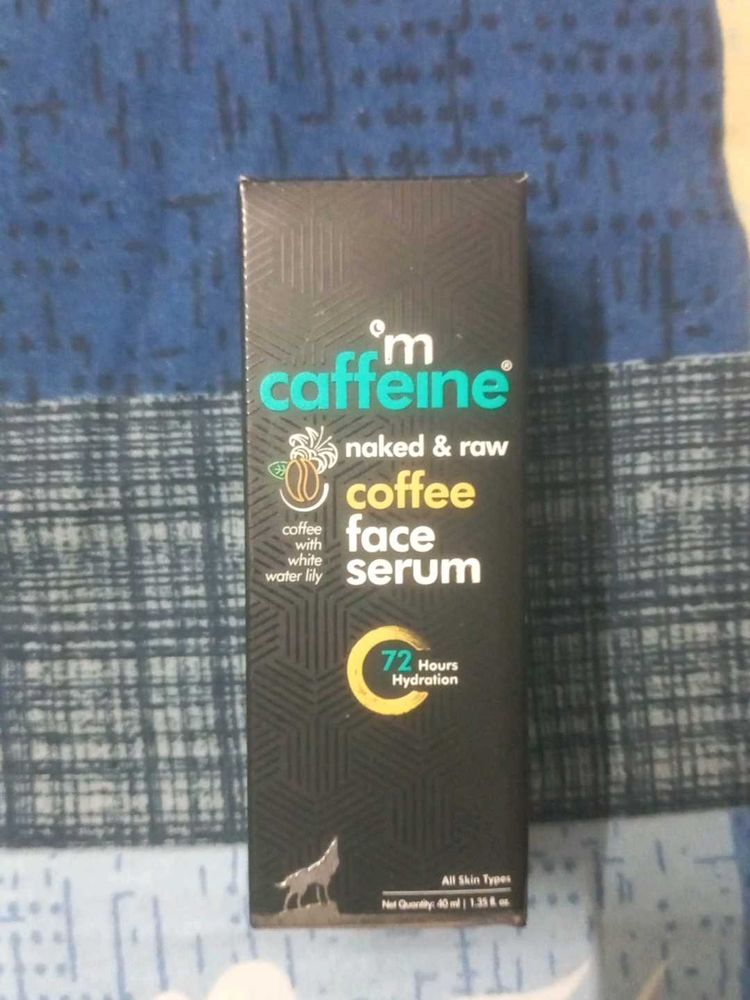 'm
caffeine®
naked & raw
coffee
face
serum
coffee
with
white
water lily
72 Hours
Hydration
All Skin Types
Net Quantity: 40 ml | 1.35 fl. oz.